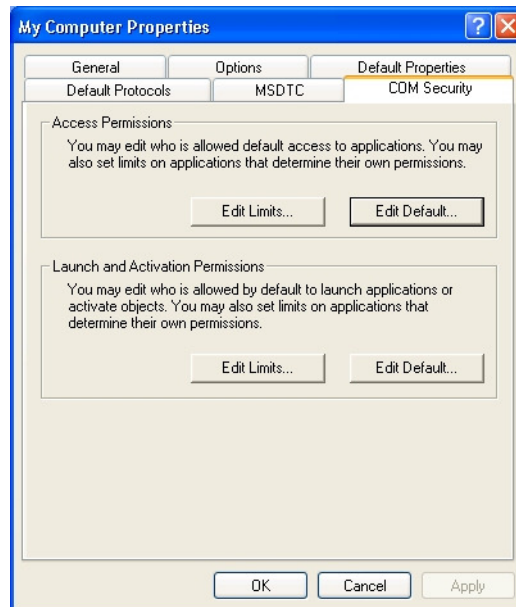 My Computer Properties
General Options Default Properties
Default Protocols MSDTC COM Security
Access Permissions
You may edit who is allowed default access to applications. You may
also set limits on applications that determine their own permissions.
Edit Limits... Edit Default...
Launch and Activation Permissions
You may edit who is allowed by default to launch applications or
activate objects. You may also set limits on applications that
determine their own permissions.
Edit Limits... Edit Default...
OK Cancel Apply